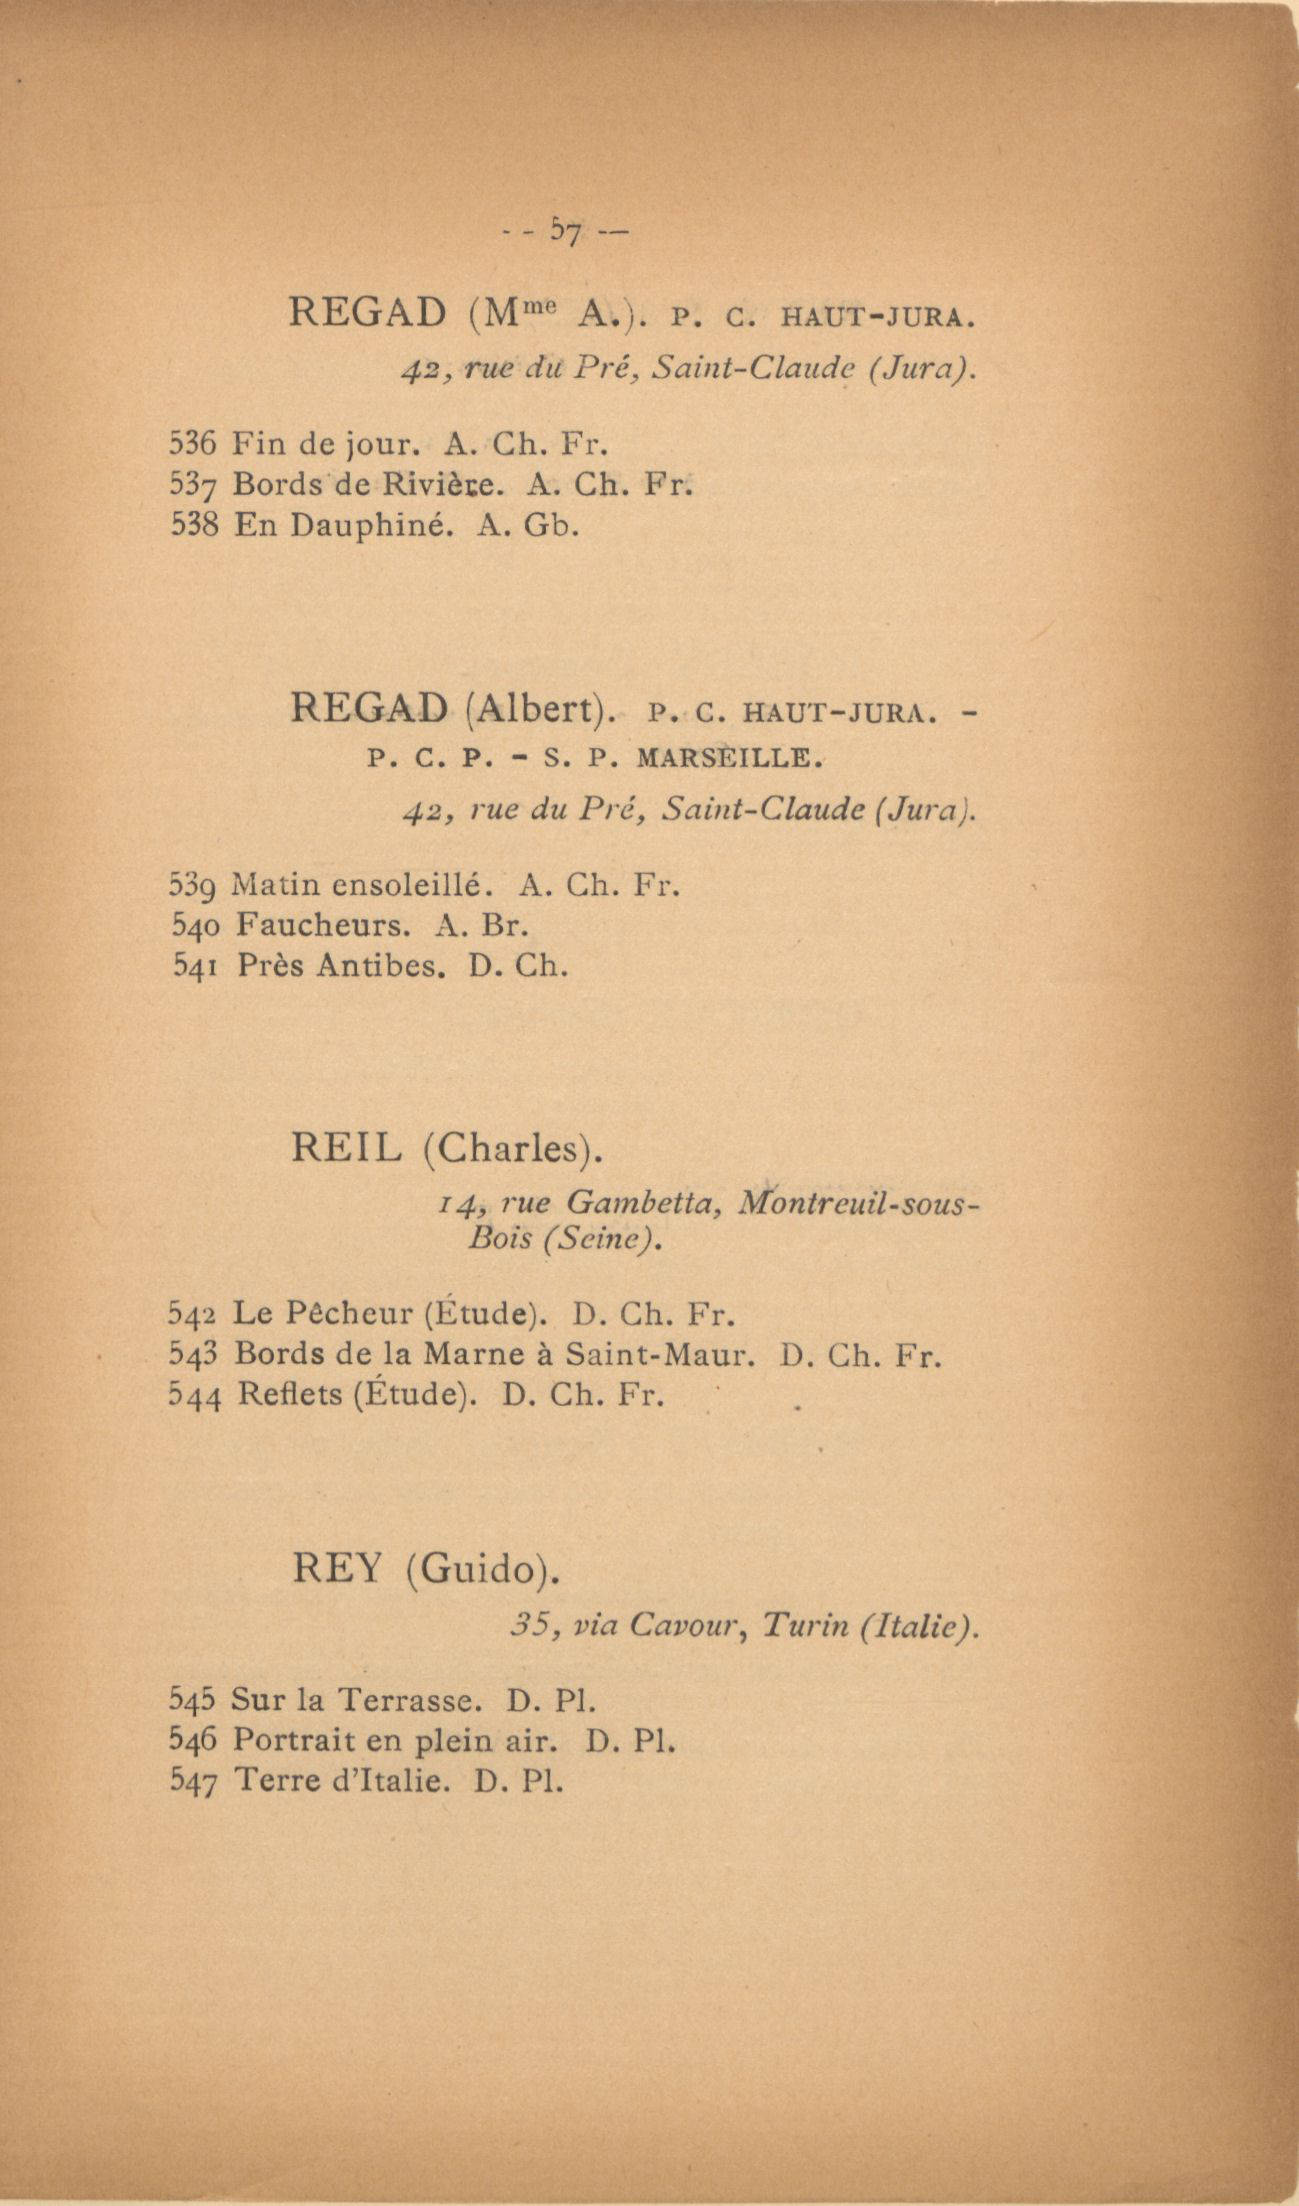 -- 57 —
REGAD (Mme A.). P. C. HAUT-JURA.
42, rue du Pré, Saint-Claude (Jura).
536 Fin de jour. A. Ch. Fr.
537 Bords de Rivière. A. Ch. Fr.
538 En Dauphiné. A. Gb.
REGAD (Albert). P. C. HAUT-JURA. -
P. C. P. - S. P. MARSEILLE.
42, rue du Pré, Saint-Claude (Jura).
539 Matin ensoleillé. A. Ch. Fr.
540 Faucheurs. A. Br.
541 Près Antibes. D. Ch.
REIL (Charles).
14, rue Gambetta, Montreuil-sous-
Bois (Seine).
542 Le Pêcheur (Étude). D. Ch. Fr.
543 Bords de la Marne à Saint-Maur. D. Ch. Fr.
544 Reflets (Étude). D. Ch. Fr.
REY (Guido).
35, via Cavour, Turin (Italie).
545 Sur la Terrasse. D. Pl.
546 Portrait en plein air. D. Pl.
547 Terre d'Italie. D. Pl.